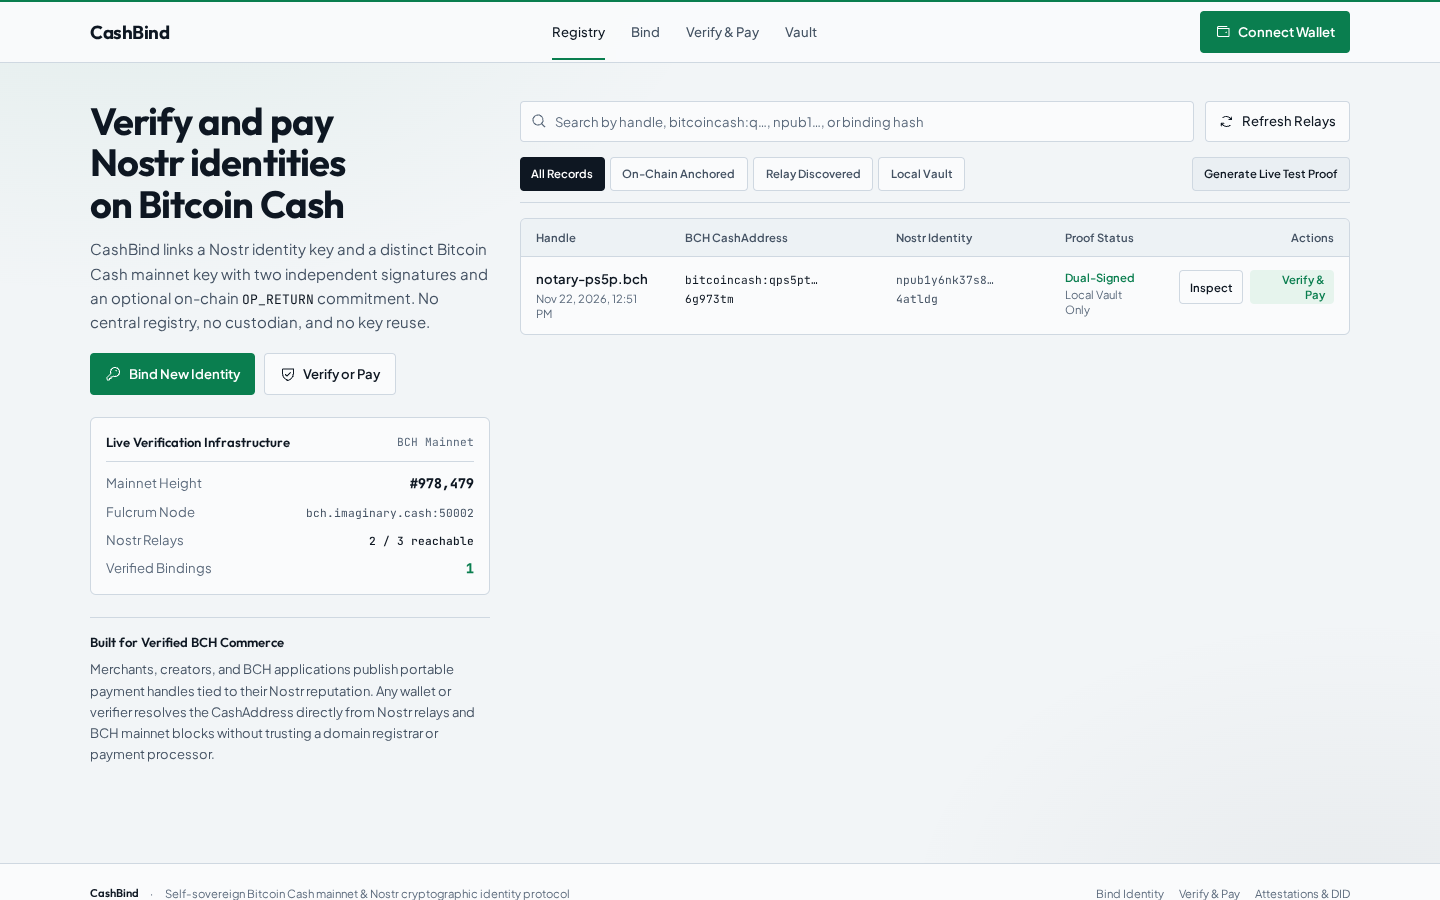 CashBind
Registry
Bind
Verify & Pay
Vault
Connect Wallet
Verify and pay
Nostr identities
on Bitcoin Cash
CashBind links a Nostr identity key and a distinct Bitcoin
Cash mainnet key with two independent signatures and
an optional on-chain OP_RETURN commitment. No
central registry, no custodian, and no key reuse.
Bind New Identity
Verify or Pay
Live Verification Infrastructure
BCH Mainnet
Mainnet Height
#978,479
Fulcrum Node
bch.imaginary.cash:50002
Nostr Relays
2 / 3 reachable
Verified Bindings
1
Built for Verified BCH Commerce
Merchants, creators, and BCH applications publish portable
payment handles tied to their Nostr reputation. Any wallet or
verifier resolves the CashAddress directly from Nostr relays and
BCH mainnet blocks without trusting a domain registrar or
payment processor.
Search by handle, bitcoincash:q…, npub1…, or binding hash
Refresh Relays
All Records
On-Chain Anchored
Relay Discovered
Local Vault
Generate Live Test Proof
Handle
BCH CashAddress
Nostr Identity
Proof Status
Actions
notary-ps5p.bch
Nov 22, 2026, 12:51
PM
bitcoincash:qps5pt…
6g973tm
npub1y6nk37s8…
4atldg
Dual-Signed
Local Vault
Only
Inspect
Verify &
Pay
CashBind
·
Self-sovereign Bitcoin Cash mainnet & Nostr cryptographic identity protocol
Bind Identity
Verify & Pay
Attestations & DID